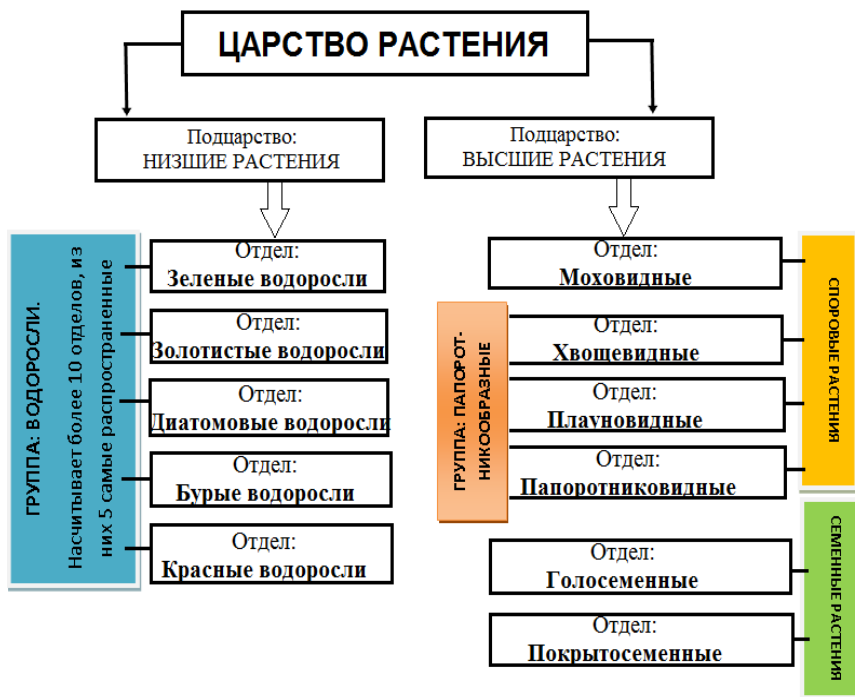 ЦАРСТВО РАСТЕНИЯ
Подцарство:
НИЗШИЕ РАСТЕНИЯ
Подцарство:
ВЫСШИЕ РАСТЕНИЯ
ГРУППА: ВОДОРОСЛИ.
Насчитывает более 10 отделов, из
них 5 самые распространенные
Отдел:
Зеленые водоросли
Отдел:
Золотистые водоросли
Отдел:
Диатомовые водоросли
Отдел:
Бурые водоросли
Отдел:
Красные водоросли
Отдел:
Моховидные
ГРУППА: ПАПОРОТ-
НИКООБРАЗНЫЕ
Отдел:
Хвощевидные
Отдел:
Плауновидные
Отдел:
Папоротниковидные
СПОРОВЫЕ РАСТЕНИЯ
Отдел:
Голосеменные
Отдел:
Покрытосеменные
СЕМЕННЫЕ РАСТЕНИЯ